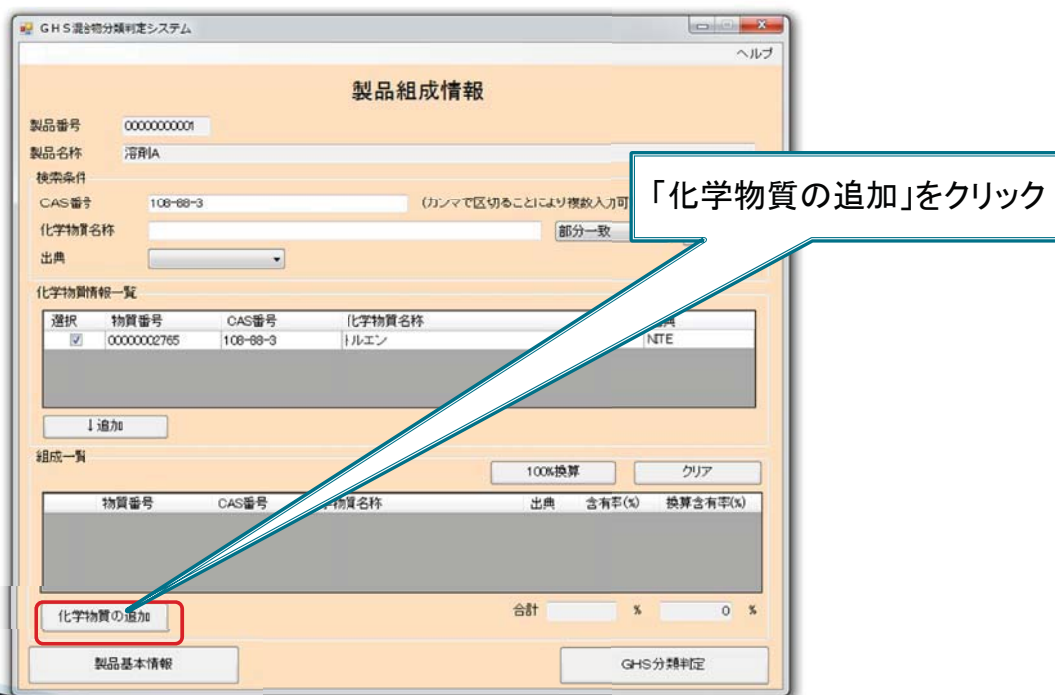 GHS混合物分類判定システム
ヘルプ
製品組成情報
製品番号 00000000001
製品名称 溶剤A
検索条件
CAS番号 108-88-3 (カンマで区切ることにより複数入力可
化学物質名称 部分一致
出典
化学物質情報一覧
選択 物質番号 CAS番号 化学物質名称
00000002765 108-88-3 トルエン NITE
↓追加
組成一覧
100%換算 クリア
物質番号 CAS番号 物質名称 出典 含有率(%) 換算含有率(%)
化学物質の追加 合計 % 0 %
製品基本情報 GHS分類判定
「化学物質の追加」をクリック